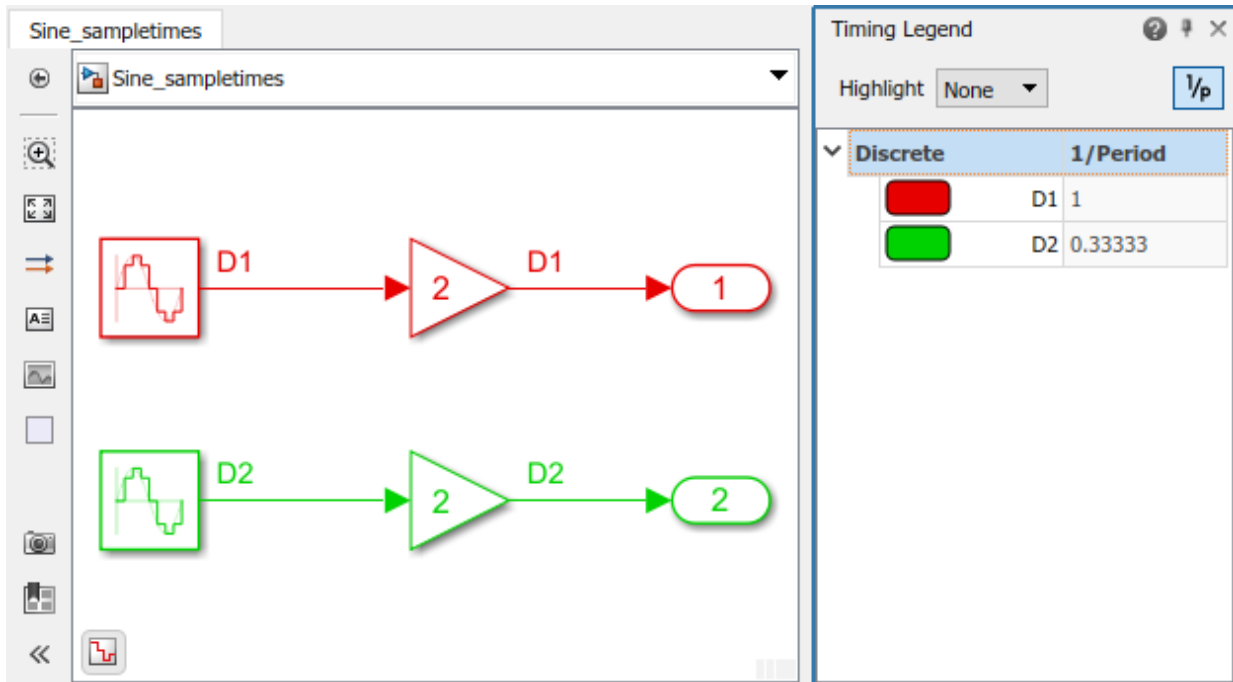 Sine_sampletimes
Sine_sampletimes
D1
2
D1
1
D2
2
D2
2
Timing Legend
Highlight None 1/p
Discrete 1/Period
D1 1
D2 0.33333